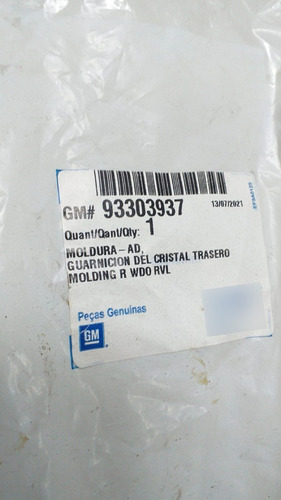 13/07/2021
GM# 93303937
Quant/Qant/Qty: 1
MOLDURA-AD,
GUARNICION DEL CRISTAL TRASERO
MOLDING R WDO RVL
Peças Genuínas
GM